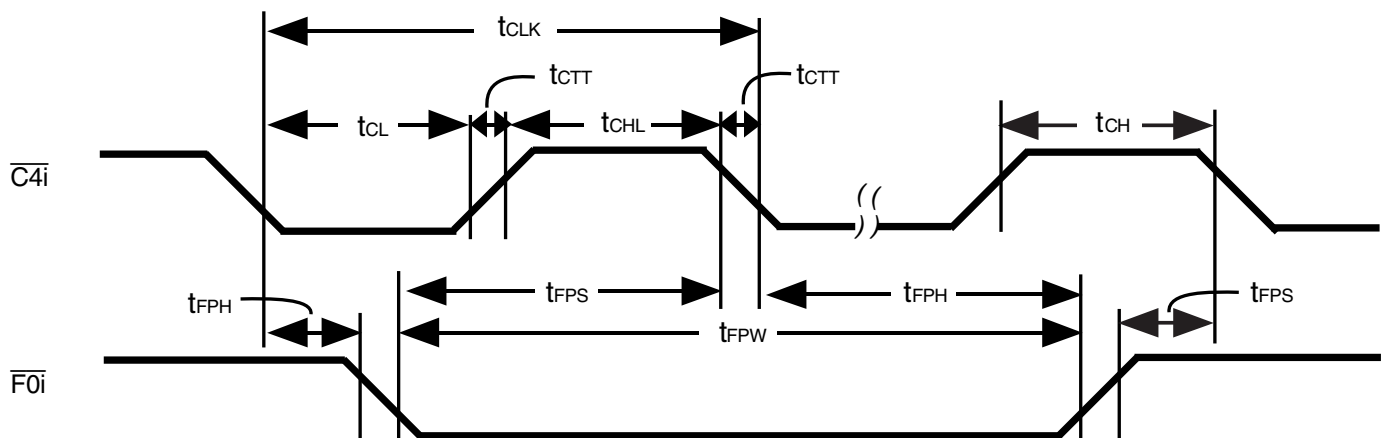 tCLK
tCTT
tCTT
tCL
tCHL
tCH
C4i
tFPH
tFPS
tFPH
tFPS
tFPW
F0i